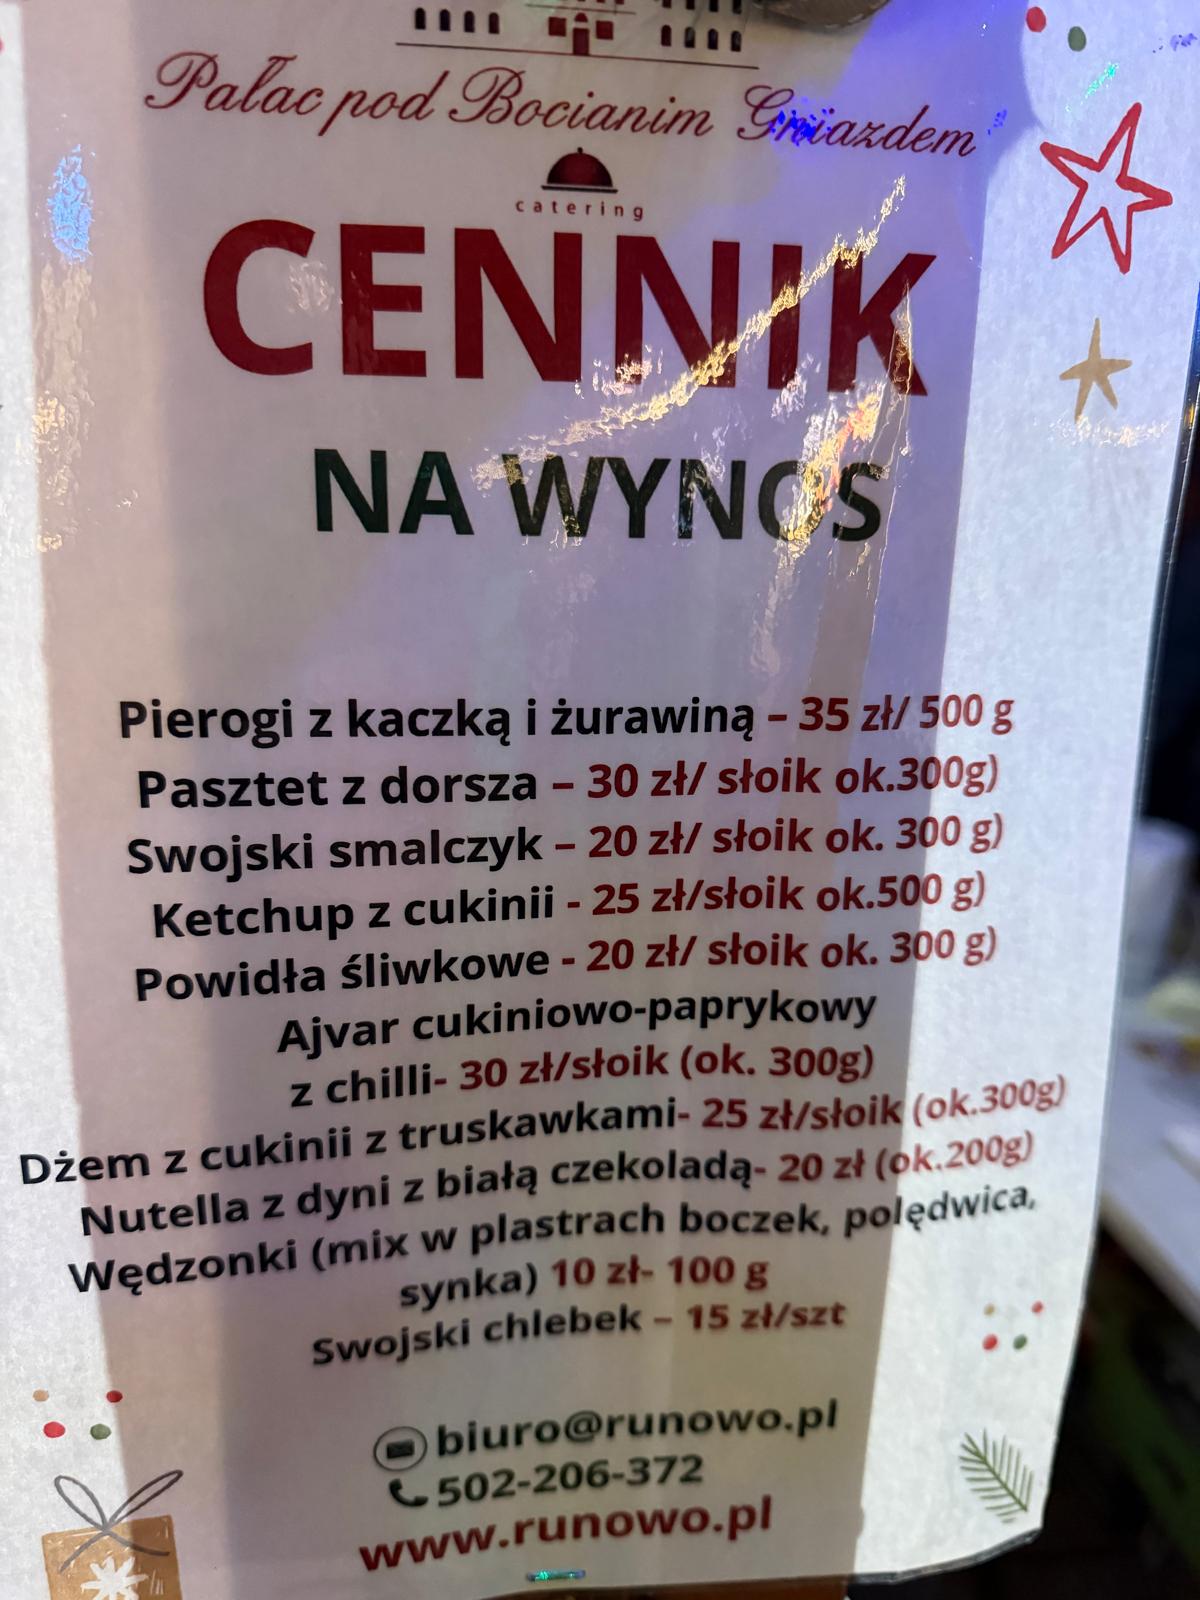 Pałac pod Bocianim Gniazdem
catering
CENNIK
NA WYNOS
Pierogi z kaczką i żurawiną – 35 zł/ 500 g
Pasztet z dorsza – 30 zł/ słoik ok.300g)
Swojski smalczyk – 20 zł/ słoik ok. 300 g)
Ketchup z cukinii - 25 zł/słoik ok.500 g)
Powidła śliwkowe - 20 zł/ słoik ok. 300 g)
Ajvar cukiniowo-paprykowy
z chilli- 30 zł/słoik (ok. 300g)
Dżem z cukinii z truskawkami- 25 zł/słoik (ok.300g)
Nutella z dyni z białą czekoladą- 20 zł (ok.200g)
Wędzonki (mix w plastrach boczek, polędwica,
synka) 10 zł- 100 g
Swojski chlebek – 15 zł/szt
biuro@runowo.pl
502-206-372
www.runowo.pl